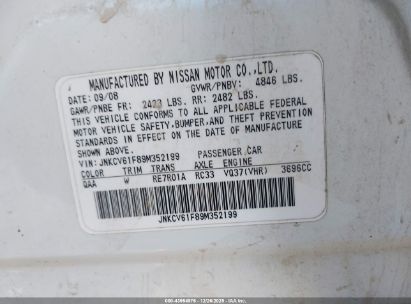 MANUFACTURED BY NISSAN MOTOR CO.,LTD.
DATE: 09/08 GVWR/PNBV: 4846 LBS.
GAWR/PNBE FR: 2423 LBS. RR: 2482 LBS.
THIS VEHICLE CONFORMS TO ALL APPLICABLE FEDERAL
MOTOR VEHICLE SAFETY, BUMPER, AND THEFT PREVENTION
STANDARDS IN EFFECT ON THE DATE OF MANUFACTURE
SHOWN ABOVE.
VIN: JNKCV61F89M352199 PASSENGER CAR
COLOR TRIM TRANS AXLE ENGINE
QAA W RE7R01A RC33 VQ37(VHR) 3696CC
JNKCV61F89M352199